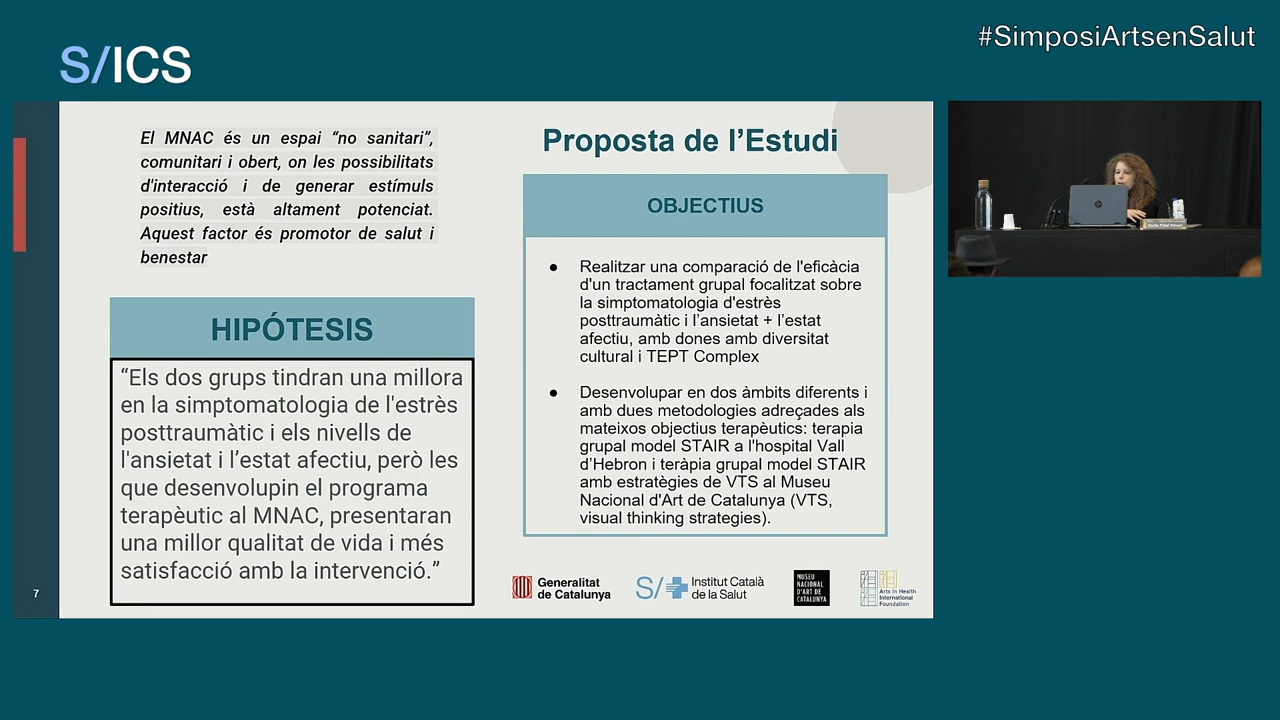 #SimposiArtsenSalut
S/ICS
El MNAC és un espai “no sanitari”,
comunitari i obert, on les possibilitats
d'interacció i de generar estímuls
positius, està altament potenciat.
Aquest factor és promotor de salut i
benestar
HIPÓTESIS
“Els dos grups tindran una millora
en la simptomatologia de l'estrès
posttraumàtic i els nivells de
l'ansietat i l’estat afectiu, però les
que desenvolupin el programa
terapèutic al MNAC, presentaran
una millor qualitat de vida i més
satisfacció amb la intervenció.”
Proposta de l’Estudi
OBJECTIUS
● Realitzar una comparació de l'eficàcia
d'un tractament grupal focalitzat sobre
la simptomatologia d'estrès
posttraumàtic i l’ansietat + l’estat
afectiu, amb dones amb diversitat
cultural i TEPT Complex
● Desenvolupar en dos àmbits diferents i
amb dues metodologies adreçades als
mateixos objectius terapèutics: terapia
grupal model STAIR a l'hospital Vall
d’Hebron i teràpia grupal model STAIR
amb estratègies de VTS al Museu
Nacional d'Art de Catalunya (VTS,
visual thinking strategies).
7
Generalitat
de Catalunya
S/
Institut Català
de la Salut
MUSEU
NACIONAL
D'ART DE
CATALUNYA
Arts in Health
International
Foundation
hp